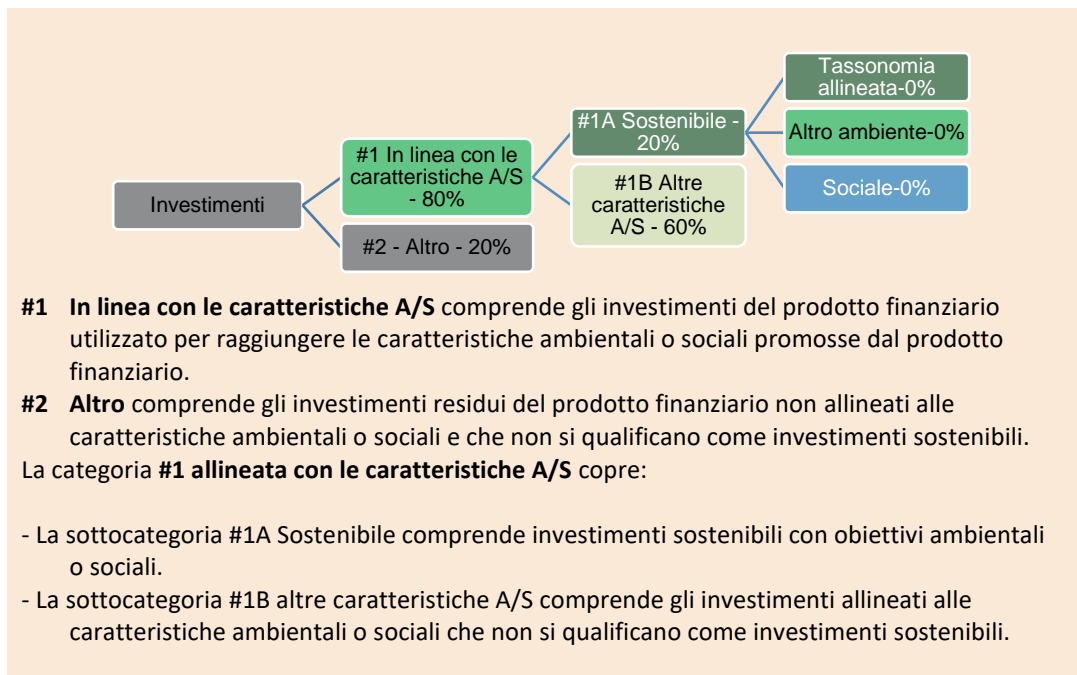 Investimenti
#1 In linea con le
caratteristiche A/S
- 80%
#2 - Altro - 20%
#1A Sostenibile -
20%
#1B Altre
caratteristiche
A/S - 60%
Tassonomia
allineata-0%
Altro ambiente-0%
Sociale-0%
#1 In linea con le caratteristiche A/S comprende gli investimenti del prodotto finanziario
utilizzato per raggiungere le caratteristiche ambientali o sociali promosse dal prodotto
finanziario.
#2 Altro comprende gli investimenti residui del prodotto finanziario non allineati alle
caratteristiche ambientali o sociali e che non si qualificano come investimenti sostenibili.
La categoria #1 allineata con le caratteristiche A/S copre:
- La sottocategoria #1A Sostenibile comprende investimenti sostenibili con obiettivi ambientali
o sociali.
- La sottocategoria #1B altre caratteristiche A/S comprende gli investimenti allineati alle
caratteristiche ambientali o sociali che non si qualificano come investimenti sostenibili.